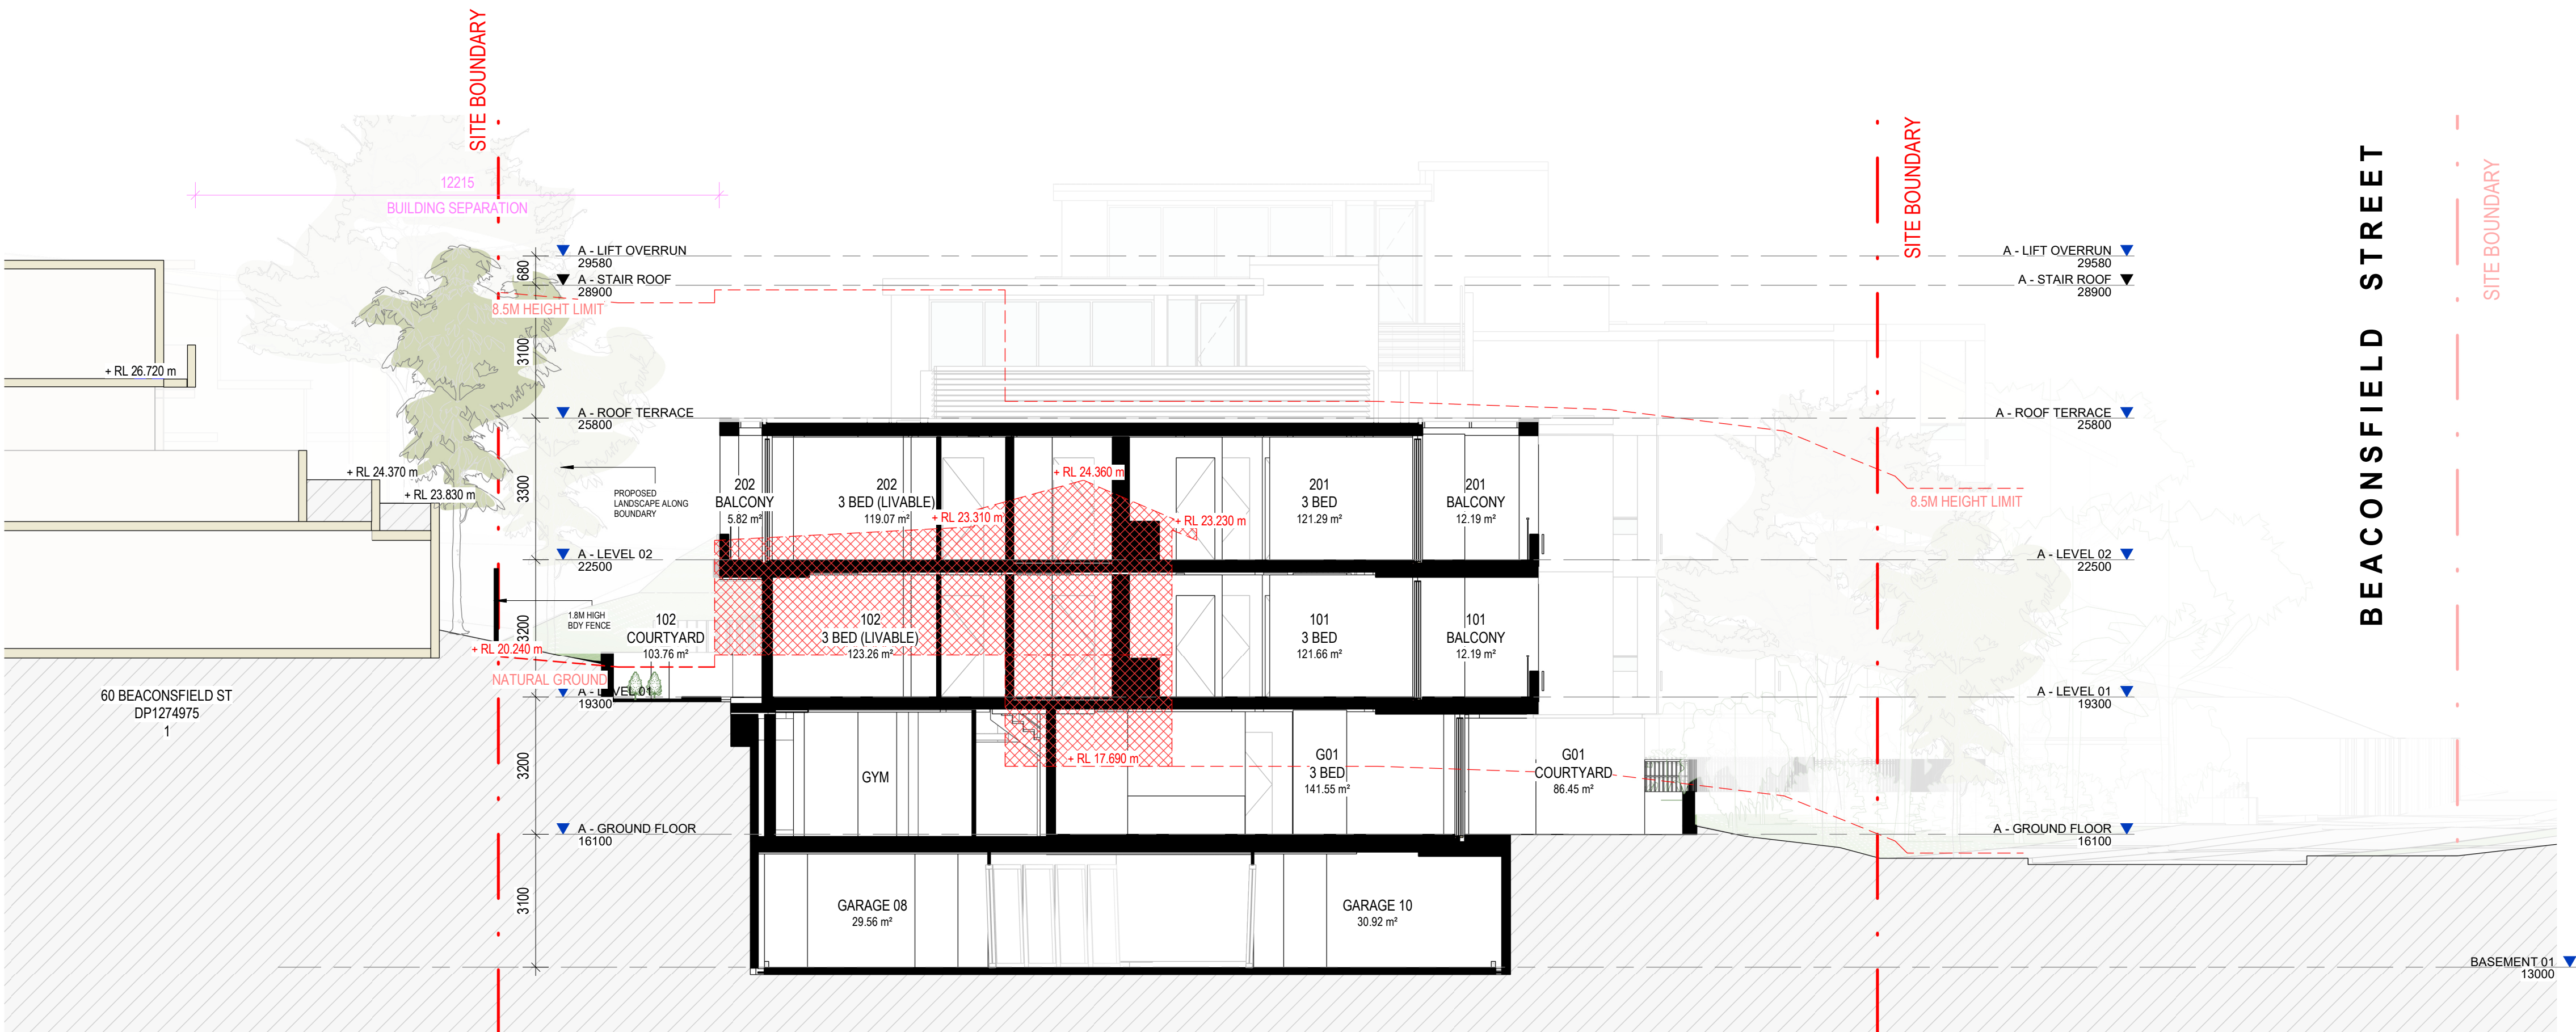 SITE BOUNDARY
12215
BUILDING SEPARATION
SITE BOUNDARY
BEACONSFIELD STREET
SITE BOUNDARY
A - LIFT OVERRUN
29580
680
A - STAIR ROOF
28900
8.5M HEIGHT LIMIT
3100
A - ROOF TERRACE
25800
3300
A - LEVEL 02
22500
3200
A - LEVEL 01
19300
3200
A - GROUND FLOOR
16100
3100
A - LIFT OVERRUN
29580
A - STAIR ROOF
28900
A - ROOF TERRACE
25800
8.5M HEIGHT LIMIT
A - LEVEL 02
22500
A - LEVEL 01
19300
A - GROUND FLOOR
16100
BASEMENT 01
13000
+ RL 26.720 m
+ RL 24.370 m
+ RL 23.830 m
PROPOSED
LANDSCAPE ALONG
BOUNDARY
1.8M HIGH
BDY FENCE
+ RL 20.240 m
NATURAL GROUND
60 BEACONSFIELD ST
DP1274975
1
202
BALCONY
5.82 m²
202
3 BED (LIVABLE)
119.07 m²
+ RL 23.310 m
+ RL 24.360 m
+ RL 23.230 m
201
3 BED
121.29 m²
201
BALCONY
12.19 m²
102
COURTYARD
103.76 m²
102
3 BED (LIVABLE)
123.26 m²
101
3 BED
121.66 m²
101
BALCONY
12.19 m²
GYM
+ RL 17.690 m
G01
3 BED
141.55 m²
G01
COURTYARD
86.45 m²
GARAGE 08
29.56 m²
GARAGE 10
30.92 m²